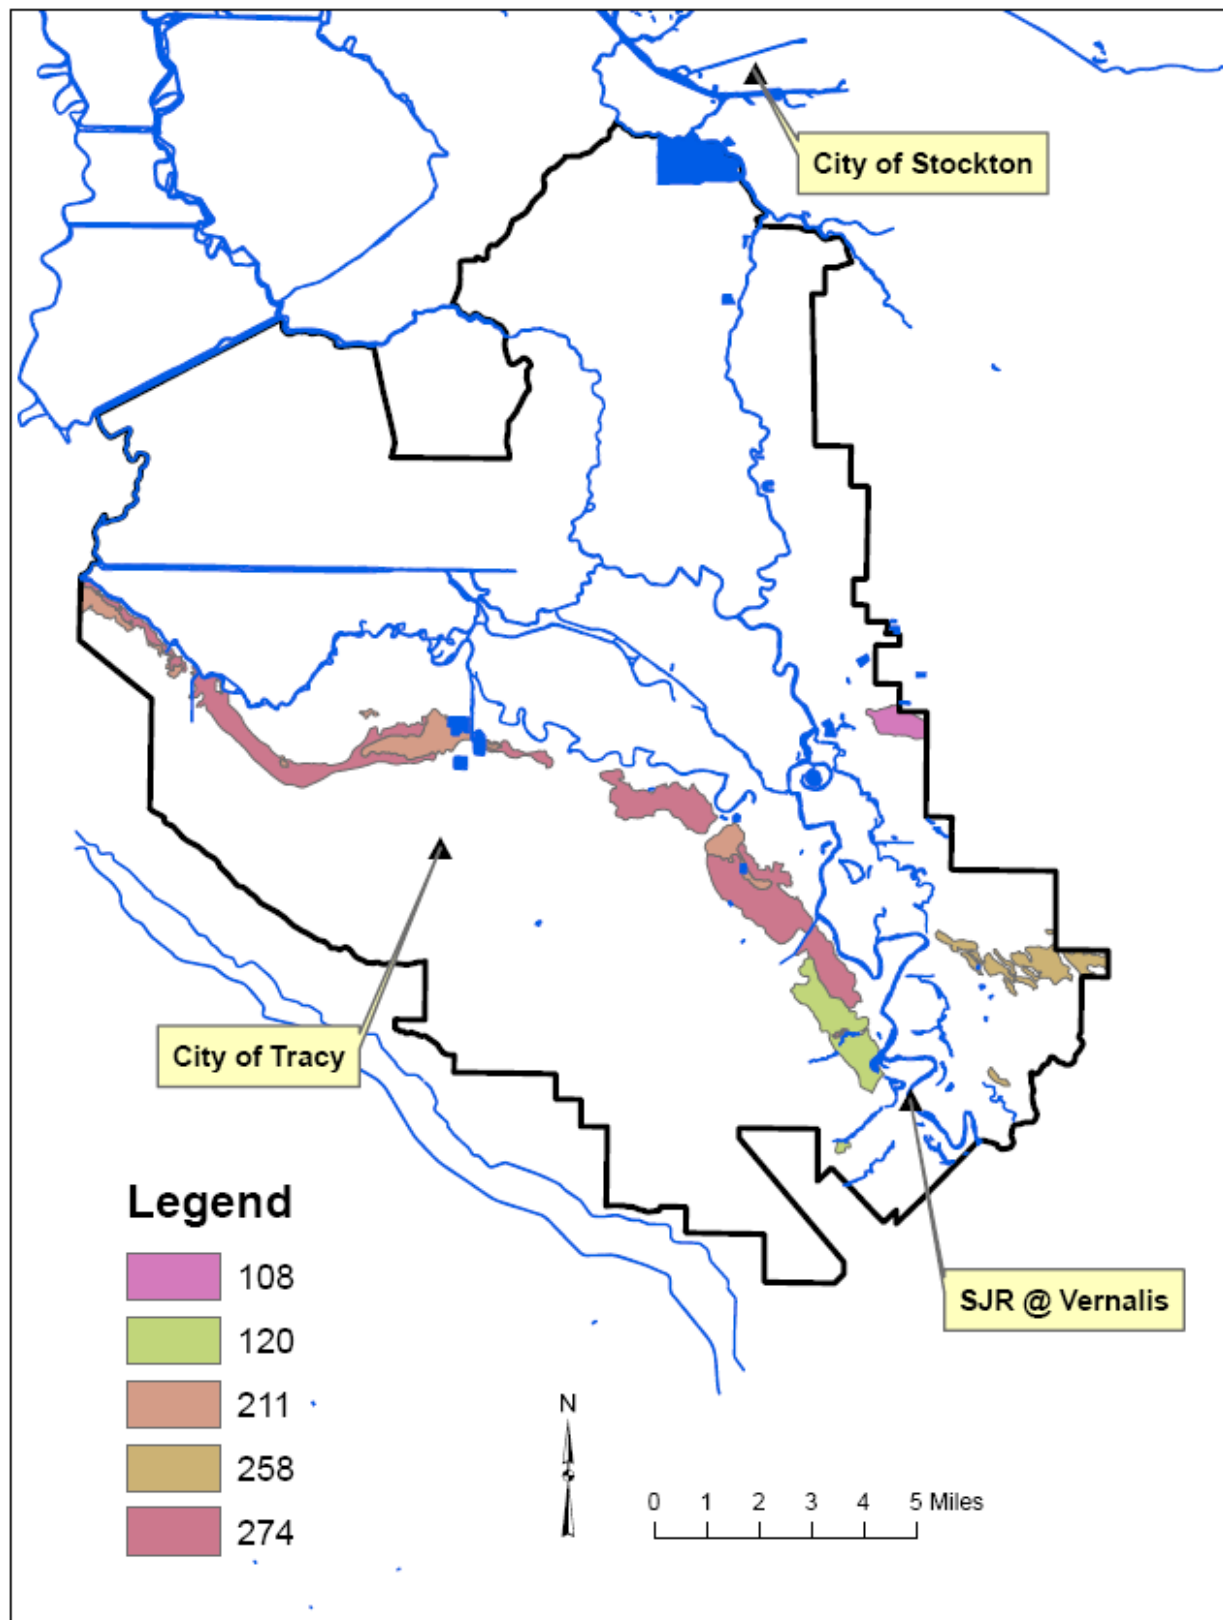 City of Stockton
City of Tracy
SJR @ Vernalis
Legend
108
120
211
258
274
N
0 1 2 3 4 5 Miles